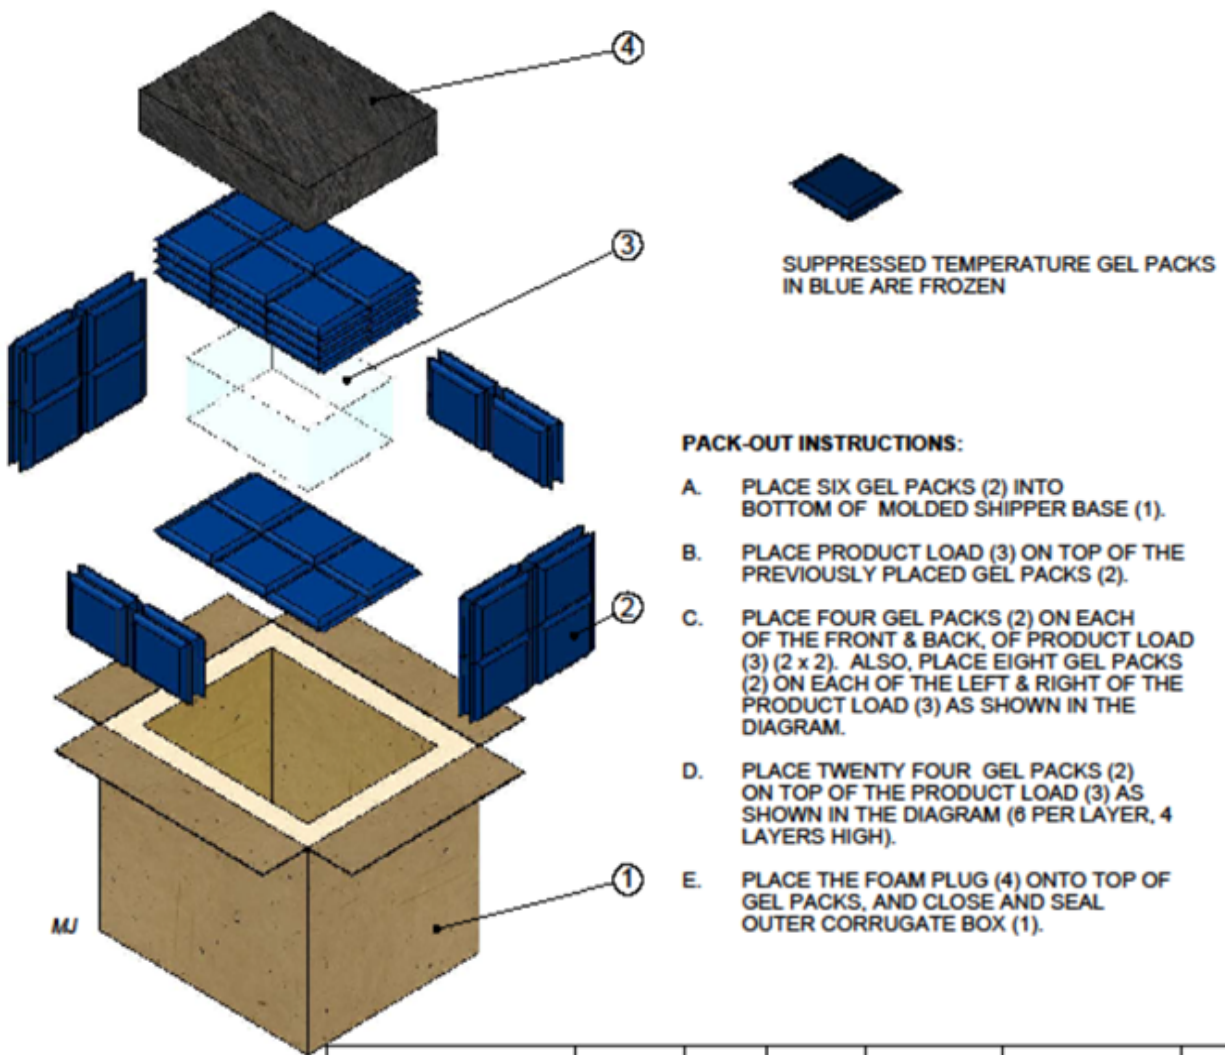 4
3
SUPPRESSED TEMPERATURE GEL PACKS
IN BLUE ARE FROZEN
PACK-OUT INSTRUCTIONS:
A. PLACE SIX GEL PACKS (2) INTO
BOTTOM OF MOLDED SHIPPER BASE (1).
B. PLACE PRODUCT LOAD (3) ON TOP OF THE
PREVIOUSLY PLACED GEL PACKS (2).
2
C. PLACE FOUR GEL PACKS (2) ON EACH
OF THE FRONT & BACK, OF PRODUCT LOAD
(3) (2 x 2). ALSO, PLACE EIGHT GEL PACKS
(2) ON EACH OF THE LEFT & RIGHT OF THE
PRODUCT LOAD (3) AS SHOWN IN THE
DIAGRAM.
D. PLACE TWENTY FOUR GEL PACKS (2)
ON TOP OF THE PRODUCT LOAD (3) AS
SHOWN IN THE DIAGRAM (6 PER LAYER, 4
LAYERS HIGH).
1
E. PLACE THE FOAM PLUG (4) ONTO TOP OF
GEL PACKS, AND CLOSE AND SEAL
OUTER CORRUGATE BOX (1).
MJ